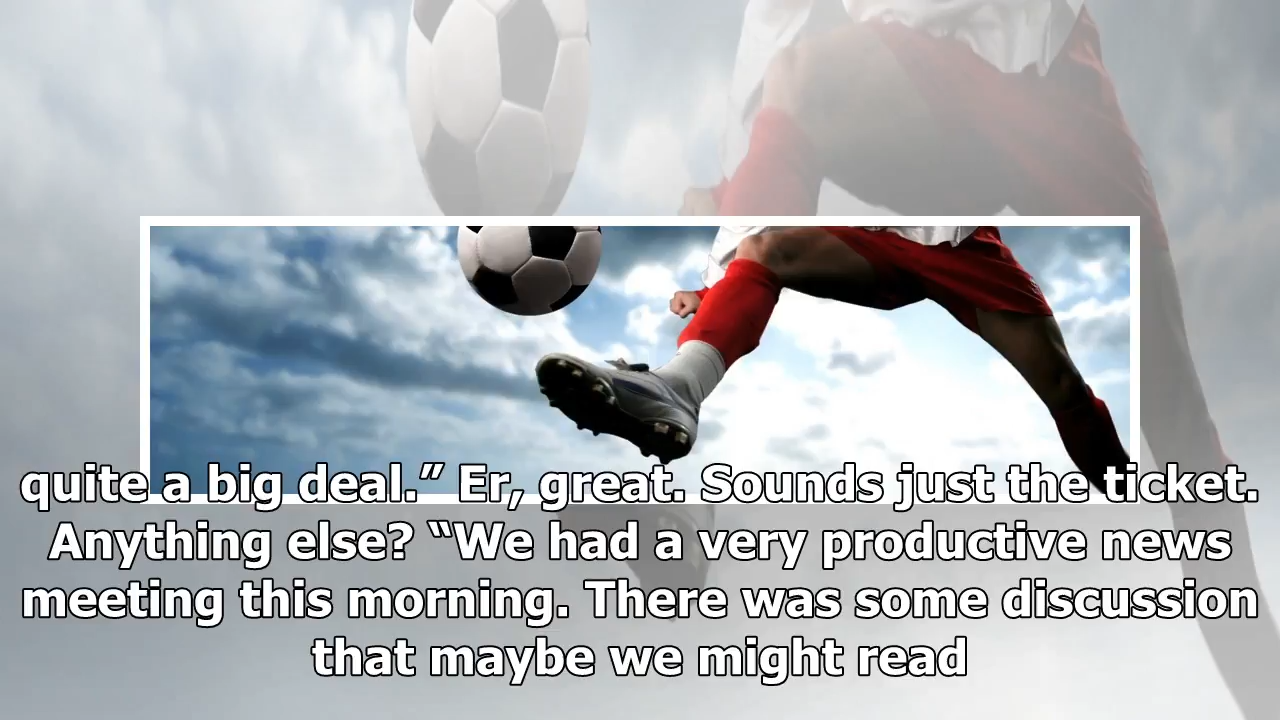 quite a big deal.” Er, great. Sounds just the ticket.
Anything else? “We had a very productive news
meeting this morning. There was some discussion
that maybe we might read